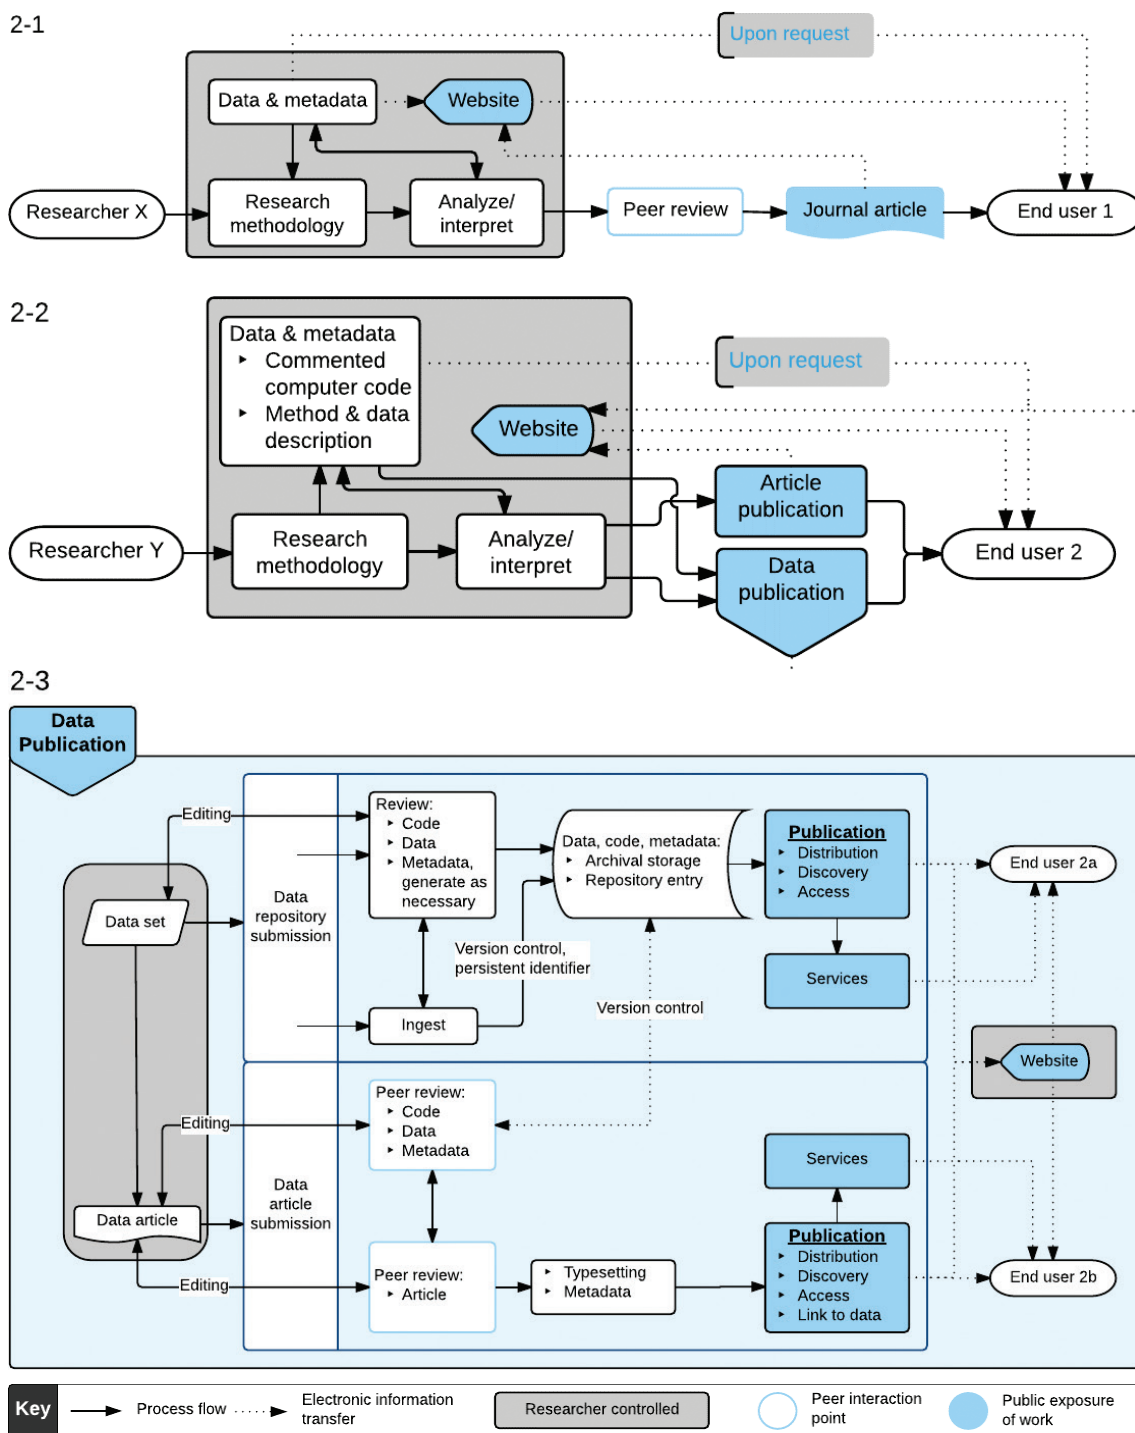 2-1
Upon request
Data & metadata
Website
Researcher X
Research
methodology
Analyze/
interpret
Peer review
Journal article
End user 1
2-2
Data & metadata
‣ Commented
computer code
‣ Method & data
description
Upon request
Website
Article
publication
Researcher Y
Research
methodology
Analyze/
interpret
Data
publication
End user 2
2-3
Data
Publication
Editing
Data set
Data
repository
submission
Review:
‣ Code
‣ Data
‣ Metadata,
generate as
necessary
Version control,
persistent identifier
Ingest
Data, code, metadata:
‣ Archival storage
‣ Repository entry
Version control
Publication
‣ Distribution
‣ Discovery
‣ Access
Services
End user 2a
Website
Editing
Data article
Editing
Data
article
submission
Peer review:
‣ Code
‣ Data
‣ Metadata
Peer review:
‣ Article
‣ Typesetting
‣ Metadata
Services
Publication
‣ Distribution
‣ Discovery
‣ Access
‣ Link to data
End user 2b
Key
Process flow
Electronic information
transfer
Researcher controlled
Peer interaction
point
Public exposure
of work